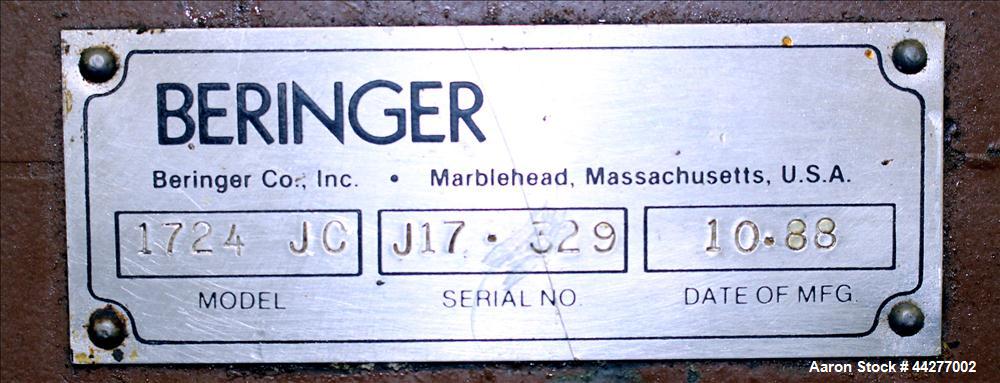 BERINGER
Beringer Co., Inc. • Marblehead, Massachusetts, U.S.A.
1724 JC J17·329 10·88
MODEL SERIAL NO. DATE OF MFG.
Aaron Stock # 44277002